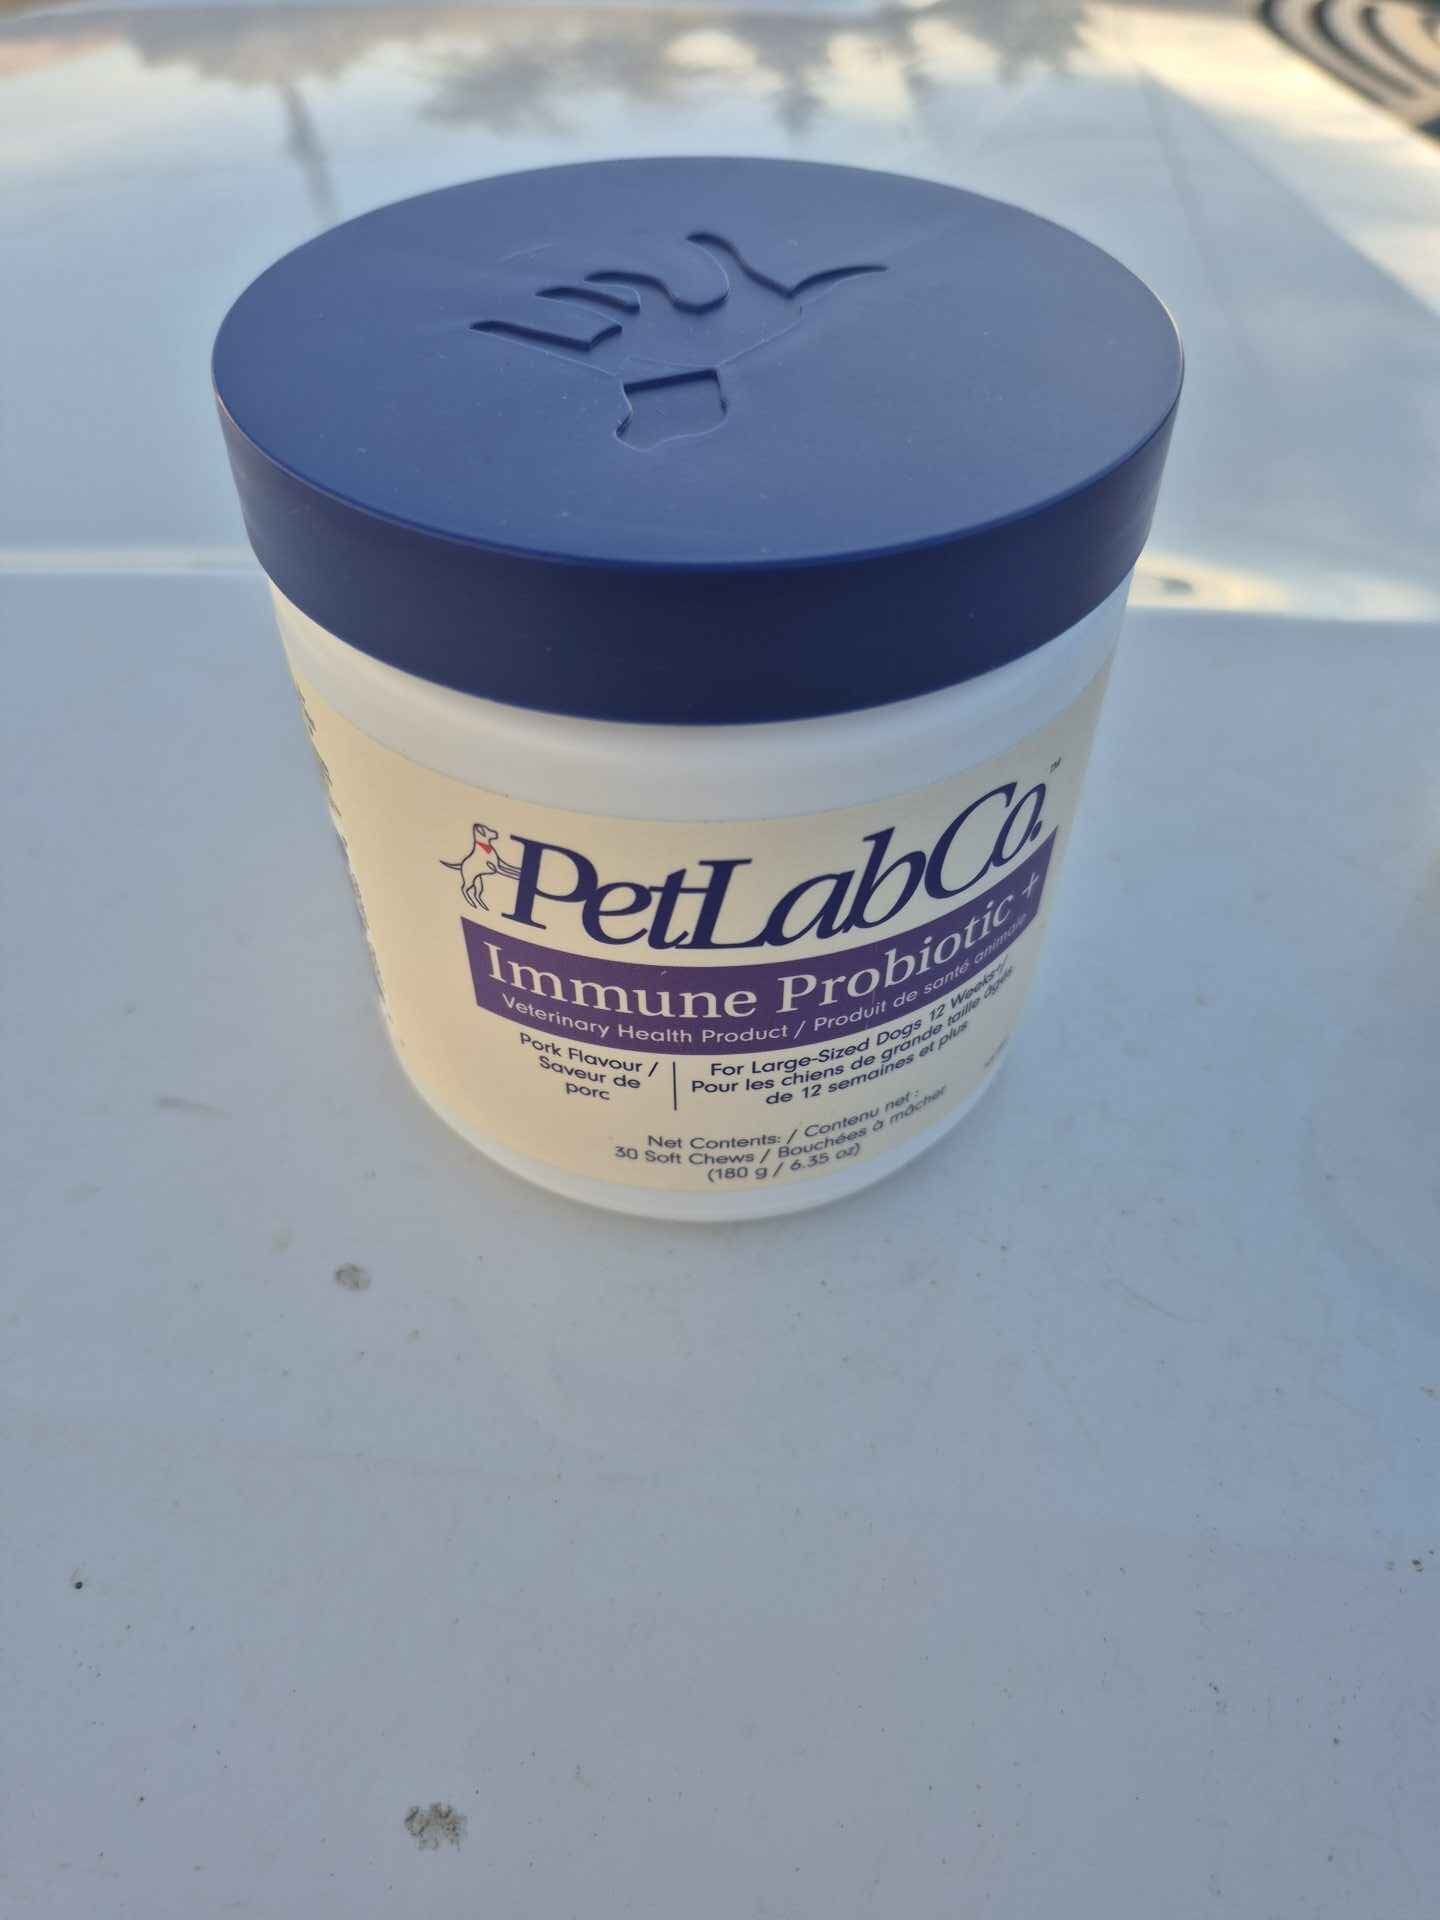 PetLabCo.™
Immune Probiotic +
Veterinary Health Product / Produit de santé animale
Pork Flavour /
Saveur de
porc
For Large-Sized Dogs 12 Weeks+/
Pour les chiens de grande taille âgés
de 12 semaines et plus
Net Contents: / Contenu net :
30 Soft Chews / Bouchées à mâcher
(180 g / 6.35 oz)